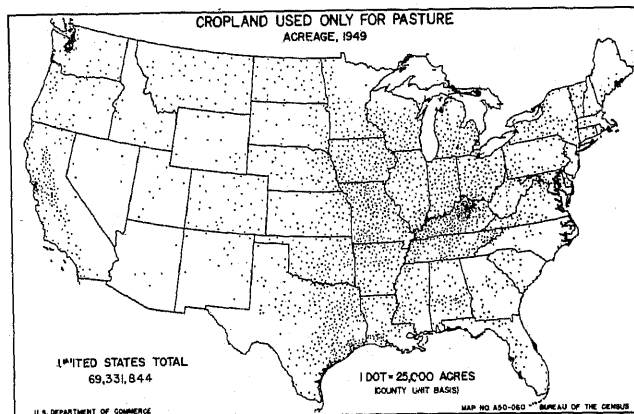 CROPLAND USED ONLY FOR PASTURE
ACREAGE, 1949
UNITED STATES TOTAL
69,331,844
1 DOT = 25,000 ACRES
(COUNTY UNIT BASIS)
U.S. DEPARTMENT OF COMMERCE
MAP NO. A50-060 BUREAU OF THE CENSUS